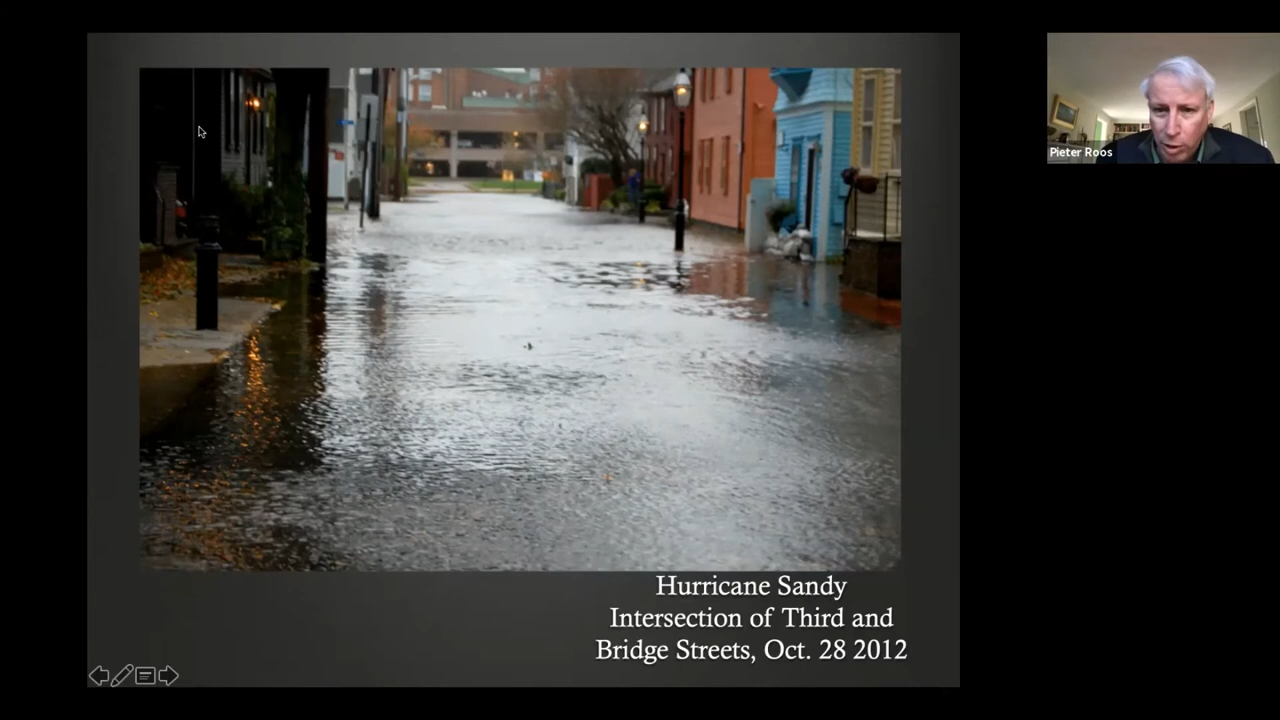 Pieter Roos
Hurricane Sandy
Intersection of Third and
Bridge Streets, Oct. 28 2012